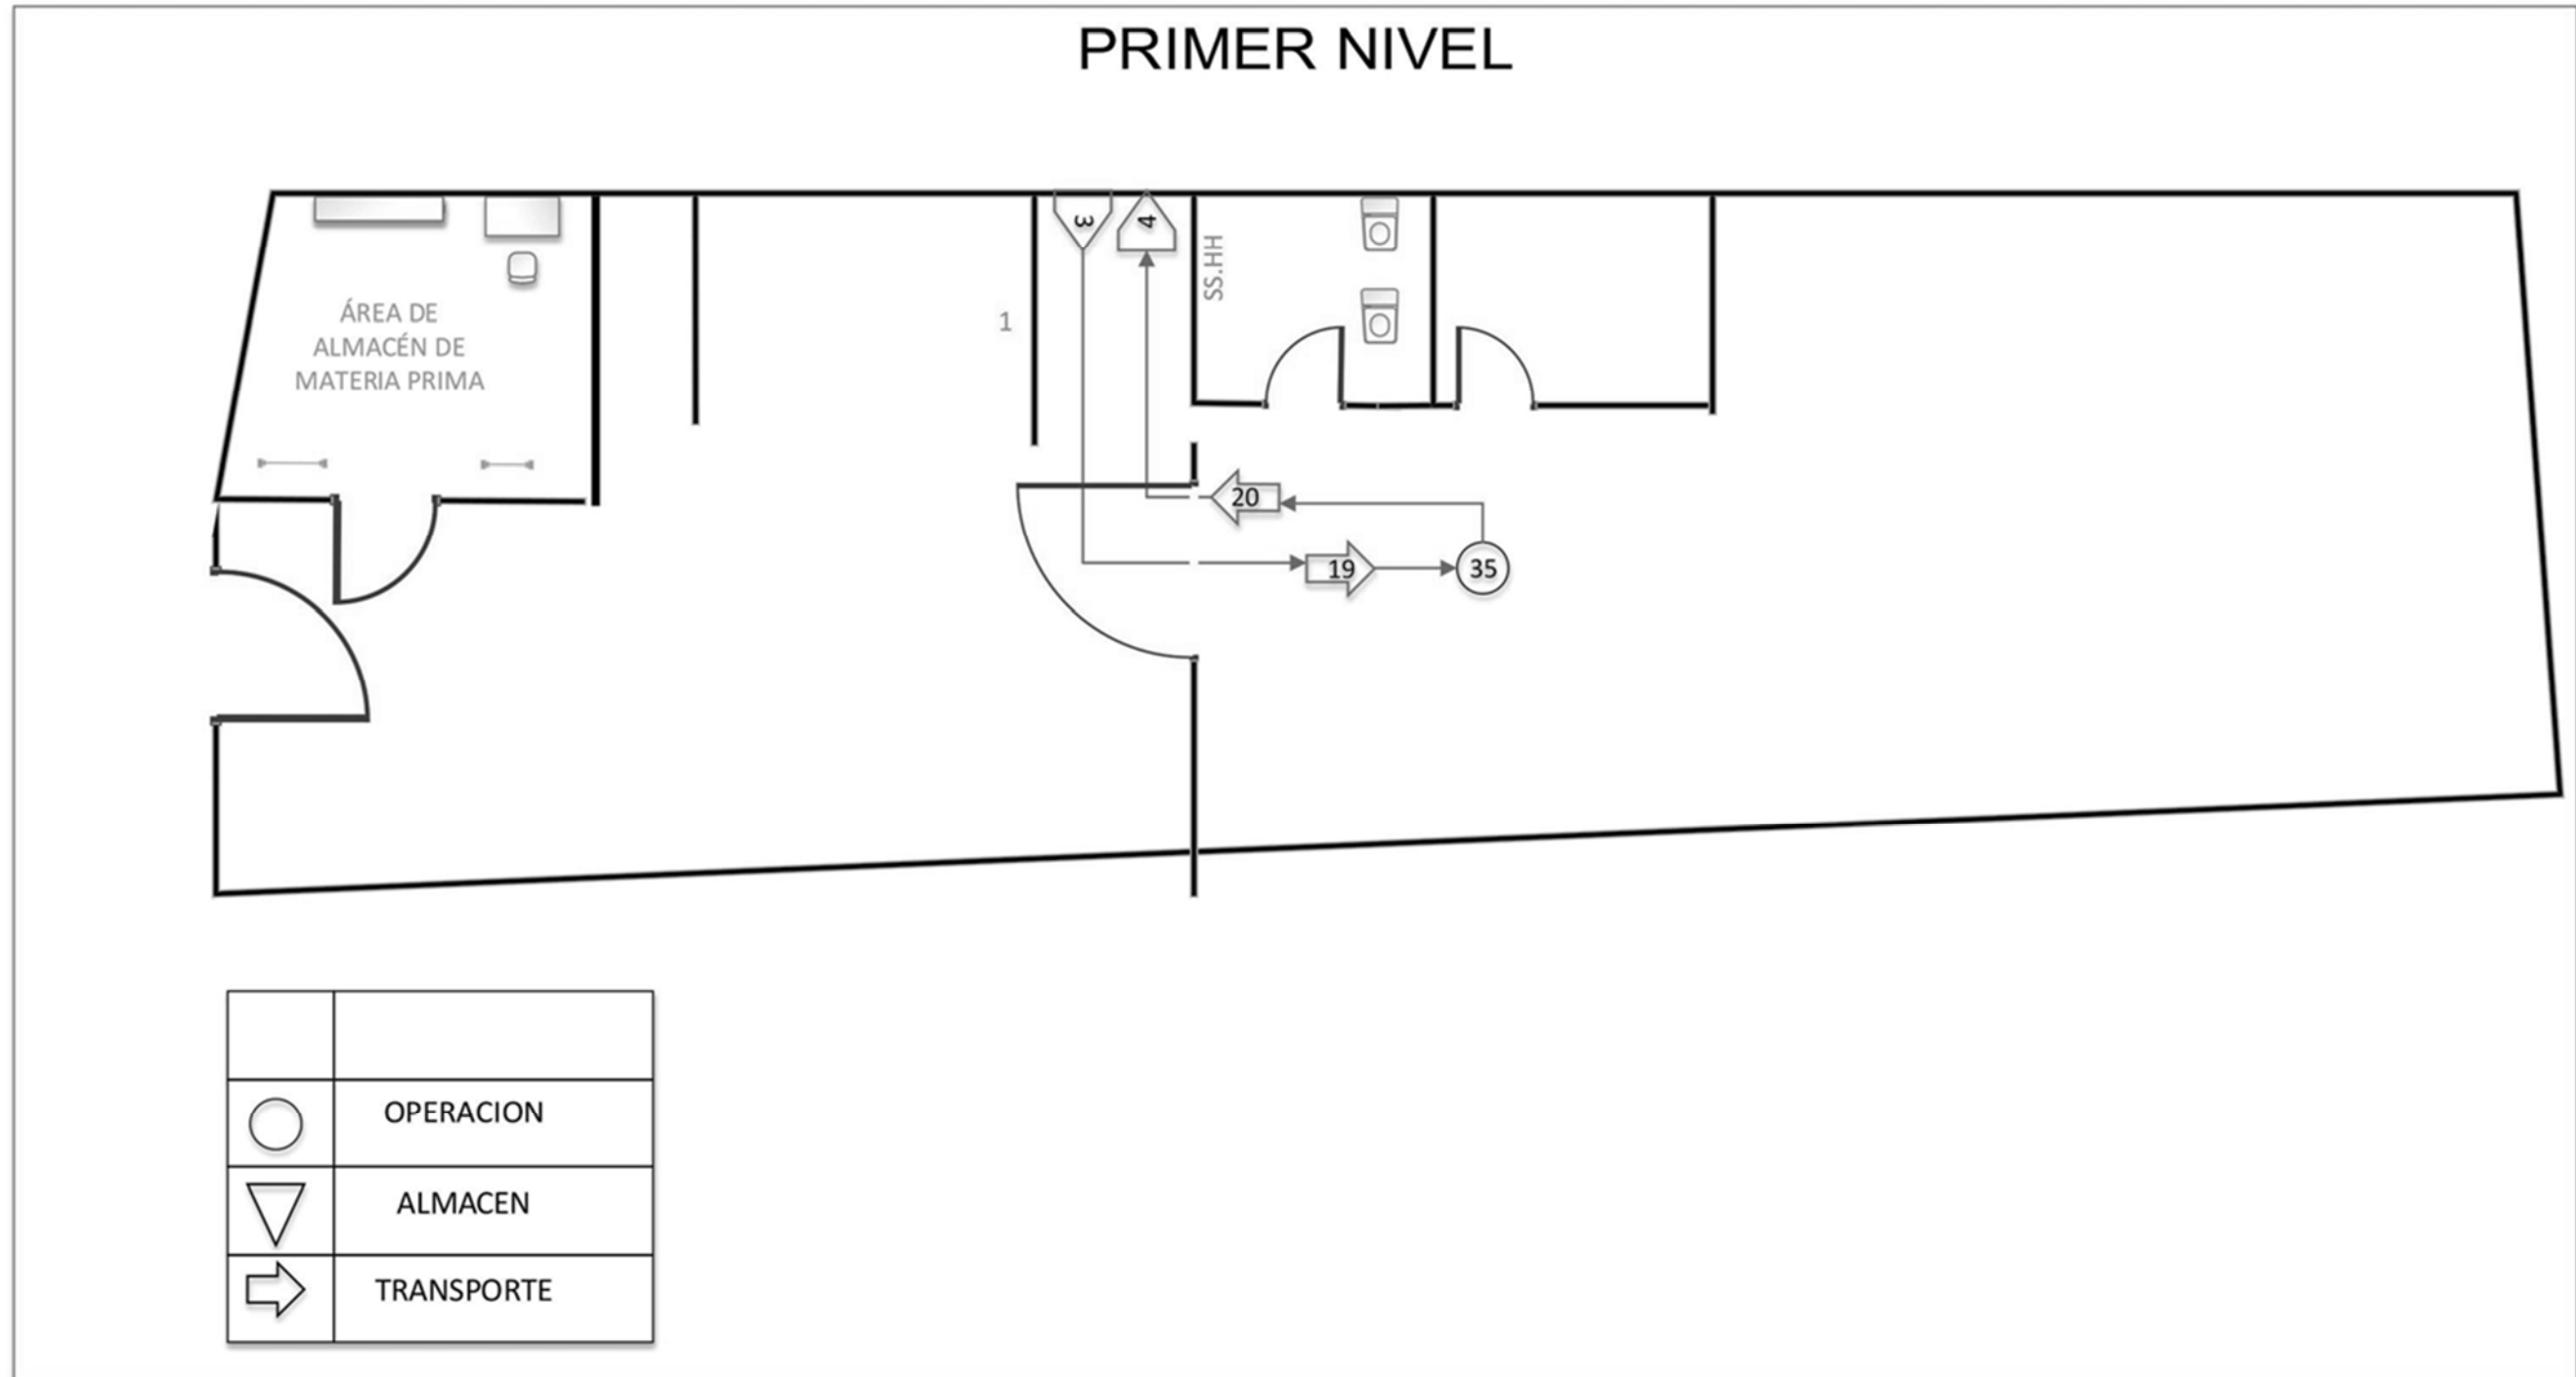 PRIMER NIVEL
3
4
SS.HH
1
ÁREA DE
ALMACÉN DE
MATERIA PRIMA
20
19
35
OPERACION
ALMACEN
TRANSPORTE